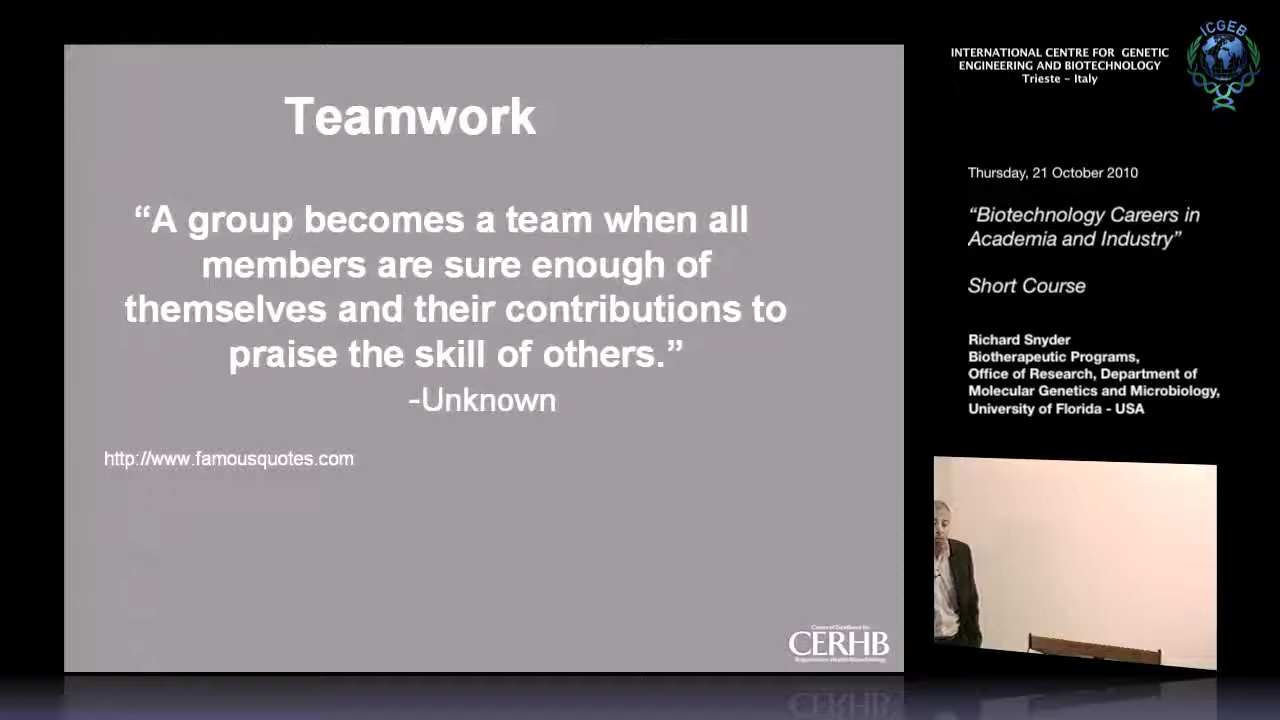 Teamwork
“A group becomes a team when all
members are sure enough of
themselves and their contributions to
praise the skill of others.”
-Unknown
http://www.famousquotes.com
CERHB
INTERNATIONAL CENTRE FOR GENETIC
ENGINEERING AND BIOTECHNOLOGY
Trieste - Italy
ICGEB
Thursday, 21 October 2010
“Biotechnology Careers in
Academia and Industry”
Short Course
Richard Snyder
Biotherapeutic Programs,
Office of Research, Department of
Molecular Genetics and Microbiology,
University of Florida - USA